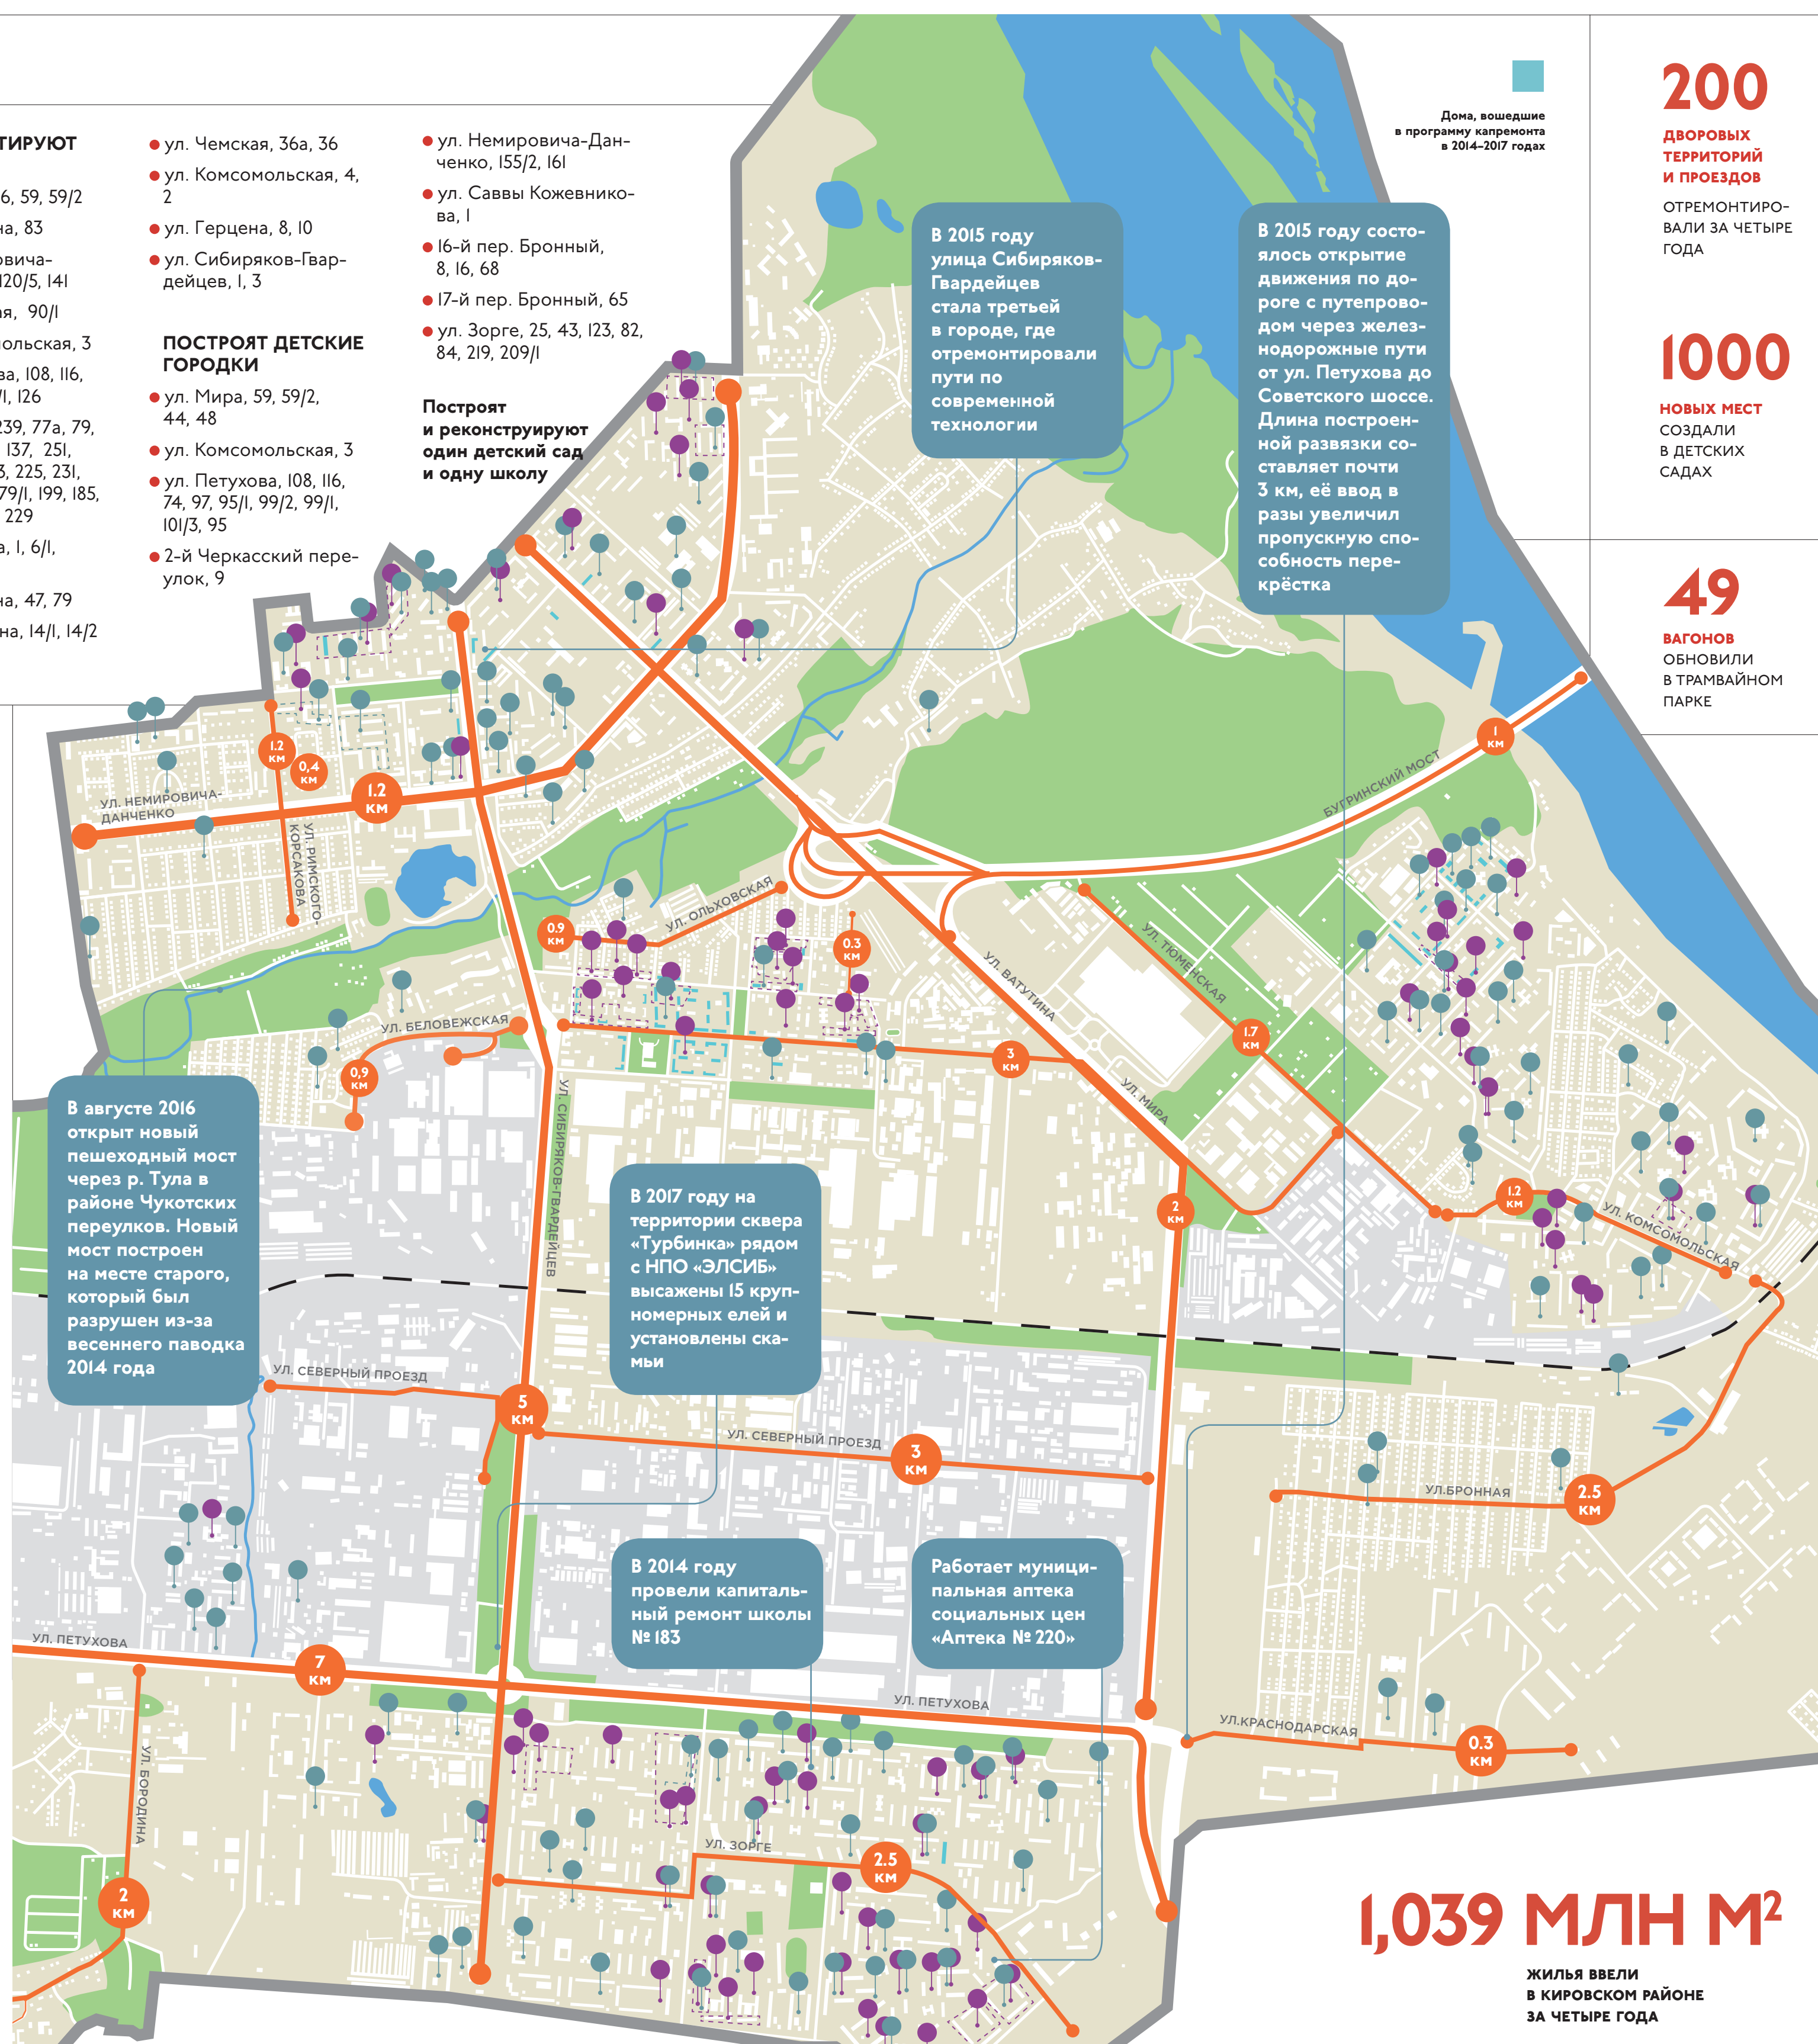 ТИРУЮТ
6, 59, 59/2
на, 83
овича-
120/5, 141
ая, 90/1
мольская, 3
ва, 108, 116,
/1, 126
239, 77а, 79,
137, 251,
3, 225, 231,
79/1, 199, 185,
229
а, 1, 6/1,
на, 47, 79
на, 14/1, 14/2
ул. Чемская, 36а, 36
ул. Комсомольская, 4,
2
ул. Герцена, 8, 10
ул. Сибиряков-Гвар-
дейцев, 1, 3
ПОСТРОЯТ ДЕТСКИЕ
ГОРОДКИ
ул. Мира, 59, 59/2,
44, 48
ул. Комсомольская, 3
ул. Петухова, 108, 116,
74, 97, 95/1, 99/2, 99/1,
101/3, 95
2-й Черкасский пере-
улок, 9
ул. Немировича-Дан-
ченко, 155/2, 161
ул. Саввы Кожевнико-
ва, 1
16-й пер. Бронный,
8, 16, 68
17-й пер. Бронный, 65
ул. Зорге, 25, 43, 123, 82,
84, 219, 209/1
Построят
и реконструируют
один детский сад
и одну школу
Дома, вошедшие
в программу капремонта
в 2014–2017 годах
200
ДВОРОВЫХ
ТЕРРИТОРИЙ
И ПРОЕЗДОВ
ОТРЕМОНТИРО-
ВАЛИ ЗА ЧЕТЫРЕ
ГОДА
1000
НОВЫХ МЕСТ
СОЗДАЛИ
В ДЕТСКИХ
САДАХ
49
ВАГОНОВ
ОБНОВИЛИ
В ТРАМВАЙНОМ
ПАРКЕ
В 2015 году
улица Сибиряков-
Гвардейцев
стала третьей
в городе, где
отремонтировали
пути по
современной
технологии
В 2015 году состо-
ялось открытие
движения по до-
роге с путепрово-
дом через желез-
нодорожные пути
от ул. Петухова до
Советского шоссе.
Длина построен-
ной развязки со-
ставляет почти
3 км, её ввод в
разы увеличил
пропускную спо-
собность пере-
крёстка
1
км
БУГРИНСКИЙ МОСТ
1.2
км
0,4
км
1.2
км
УЛ. НЕМИРОВИЧА-
ДАНЧЕНКО
УЛ. РИМСКОГО-
КОРСАКОВА
0.9
км
УЛ. ОЛЬХОВСКАЯ
0.3
км
УЛ. ВАТУТИНА
УЛ. ТЮМЕНСКАЯ
1.7
км
УЛ. БЕЛОВЕЖСКАЯ
0,9
км
3
км
УЛ. МИРА
УЛ. СИБИРЯКОВ-ГВАРДЕЙЦЕВ
2
км
1.2
км
УЛ. КОМСОМОЛЬСКАЯ
В августе 2016
открыт новый
пешеходный мост
через р. Тула в
районе Чукотских
переулков. Новый
мост построен
на месте старого,
который был
разрушен из-за
весеннего паводка
2014 года
В 2017 году на
территории сквера
«Турбинка» рядом
с НПО «ЭЛСИБ»
высажены 15 круп-
номерных елей и
установлены ска-
мьи
УЛ. СЕВЕРНЫЙ ПРОЕЗД
5
км
УЛ. СЕВЕРНЫЙ ПРОЕЗД
3
км
УЛ.БРОННАЯ
2.5
км
В 2014 году
провели капиталь-
ный ремонт школы
№ 183
Работает муници-
пальная аптека
социальных цен
«Аптека № 220»
УЛ. ПЕТУХОВА
7
км
УЛ. ПЕТУХОВА
УЛ.КРАСНОДАРСКАЯ
0.3
км
УЛ. БОРОДИНА
2
км
УЛ. ЗОРГЕ
2.5
км
1,039 МЛН М²
ЖИЛЬЯ ВВЕЛИ
В КИРОВСКОМ РАЙОНЕ
ЗА ЧЕТЫРЕ ГОДА